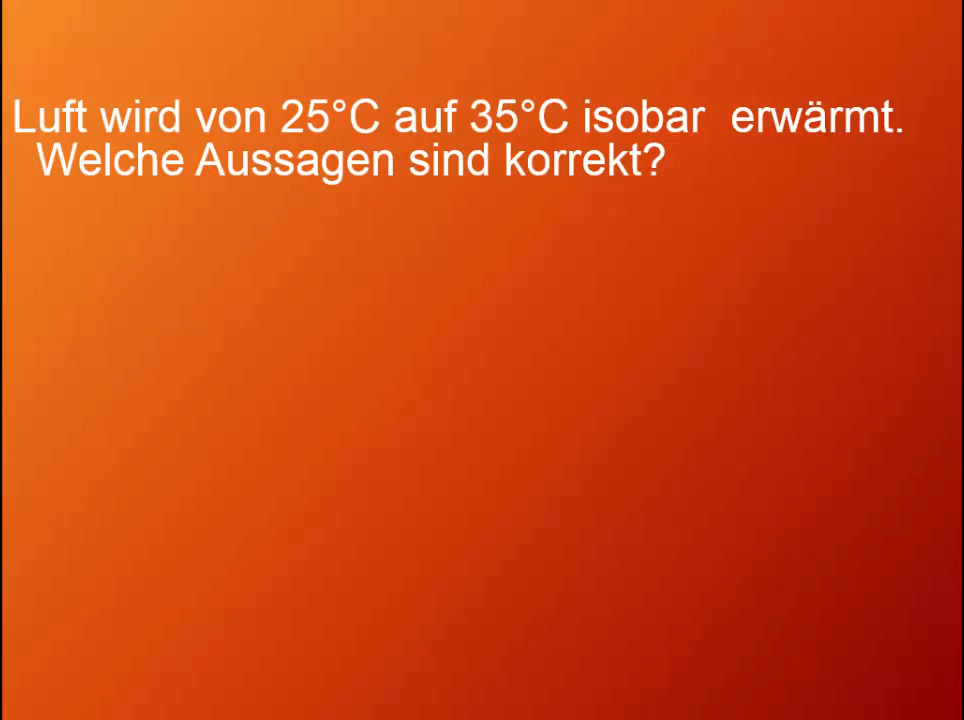 Luft wird von 25°C auf 35°C isobar  erwärmt.
Welche Aussagen sind korrekt?